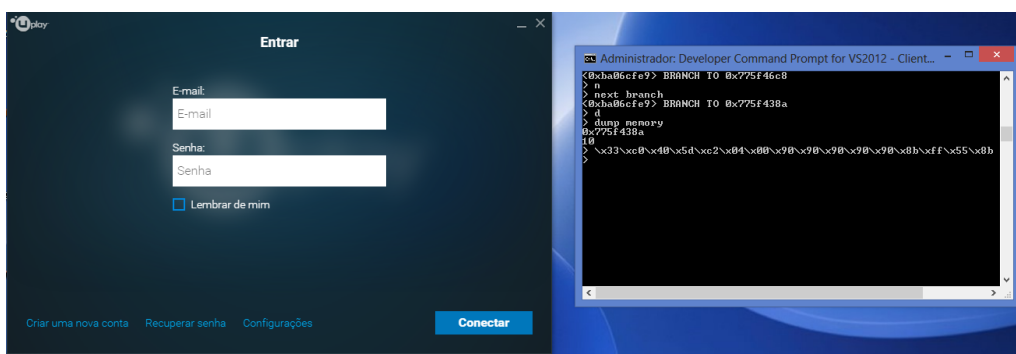 Uplay
Entrar
E-mail:
E-mail
Senha:
Senha
Lembrar de mim
Criar uma nova conta Recuperar senha Configurações Conectar
Administrador: Developer Command Prompt for VS2012 - Client...
<0xba06cfe9> BRANCH TO 0x775f46c8
> n
> next branch
<0xba06cfe9> BRANCH TO 0x775f438a
> d
> dump memory
0x775f438a
10
> \x33\xc0\x40\x5d\xc2\x04\x00\x90\x90\x90\x90\x90\x8b\xff\x55\x8b
>